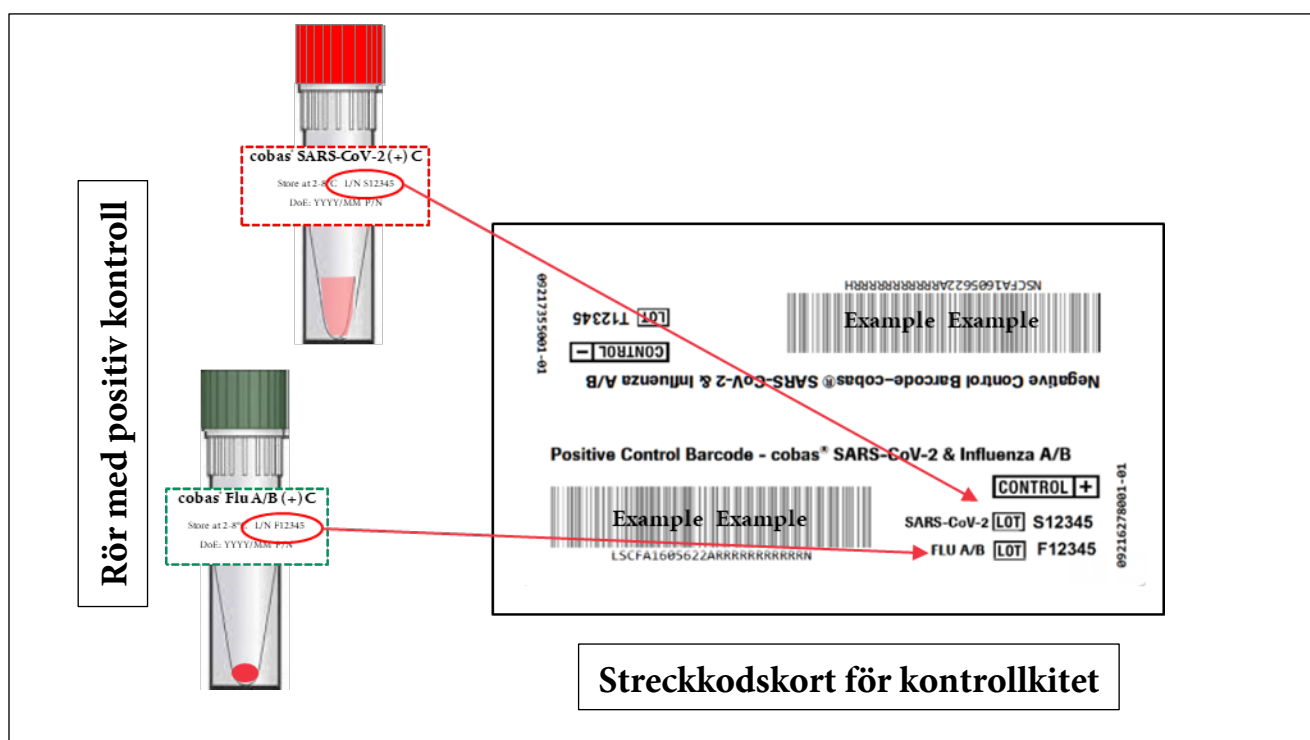 Rör med positiv kontroll
cobas® SARS-CoV-2 (+) C
Store at 2-8°C L/N S12345
DoE: YYYY/MM P/N
cobas® Flu A/B (+) C
Store at 2-8°C L/N F12345
DoE: YYYY/MM P/N
09217355001-01
NSCFA1605622ARRRRRRRRRRRH
Example Example
LOT T12345
CONTROL -
Negative Control Barcode-cobas® SARS-CoV-2 & Influenza A/B
Positive Control Barcode - cobas® SARS-CoV-2 & Influenza A/B
Example Example
LSCFA1605622ARRRRRRRRRRRRN
CONTROL +
SARS-CoV-2 LOT S12345
FLU A/B LOT F12345
09216278001-01
Streckkodskort för kontrollkitet